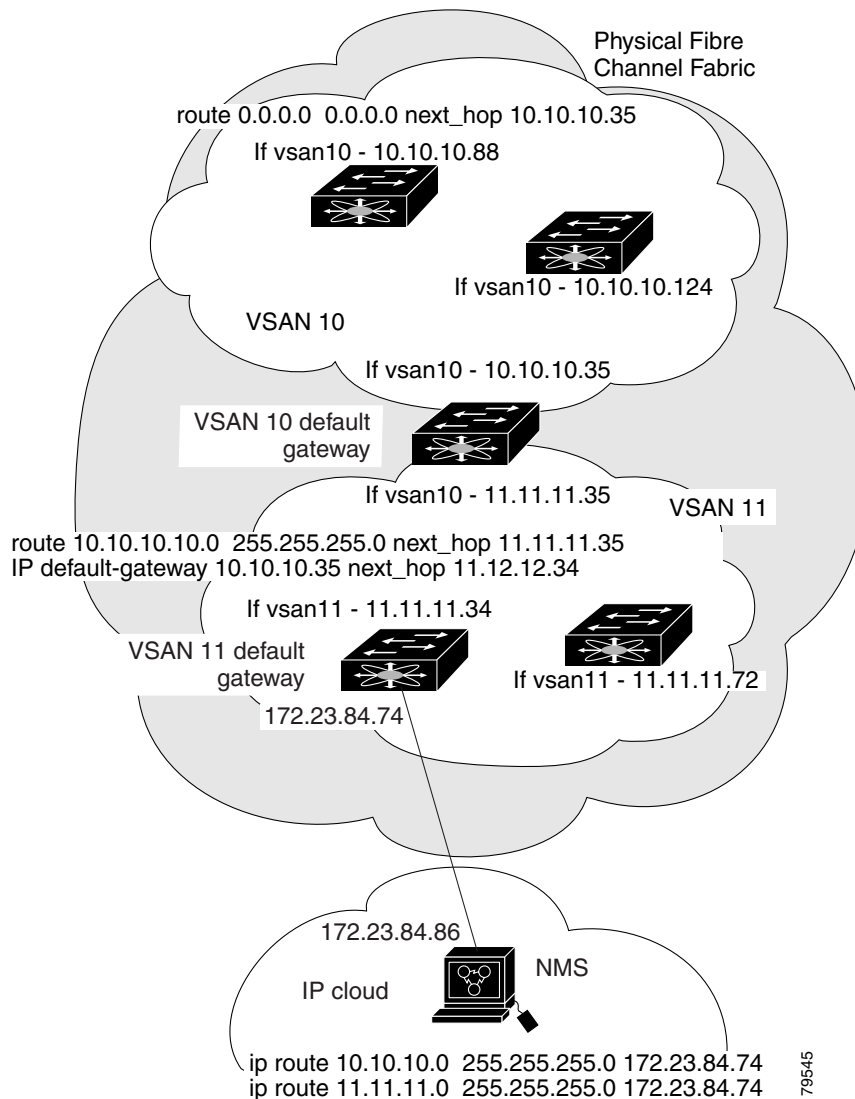 Physical Fibre
Channel Fabric
route 0.0.0.0 0.0.0.0 next_hop 10.10.10.35
If vsan10 - 10.10.10.88
If vsan10 - 10.10.10.124
VSAN 10
If vsan10 - 10.10.10.35
VSAN 10 default
gateway
If vsan10 - 11.11.11.35
VSAN 11
route 10.10.10.10.0 255.255.255.0 next_hop 11.11.11.35
IP default-gateway 10.10.10.35 next_hop 11.12.12.34
If vsan11 - 11.11.11.34
VSAN 11 default
gateway
If vsan11 - 11.11.11.72
172.23.84.74
172.23.84.86
NMS
IP cloud
ip route 10.10.10.0 255.255.255.0 172.23.84.74
ip route 11.11.11.0 255.255.255.0 172.23.84.74
79545